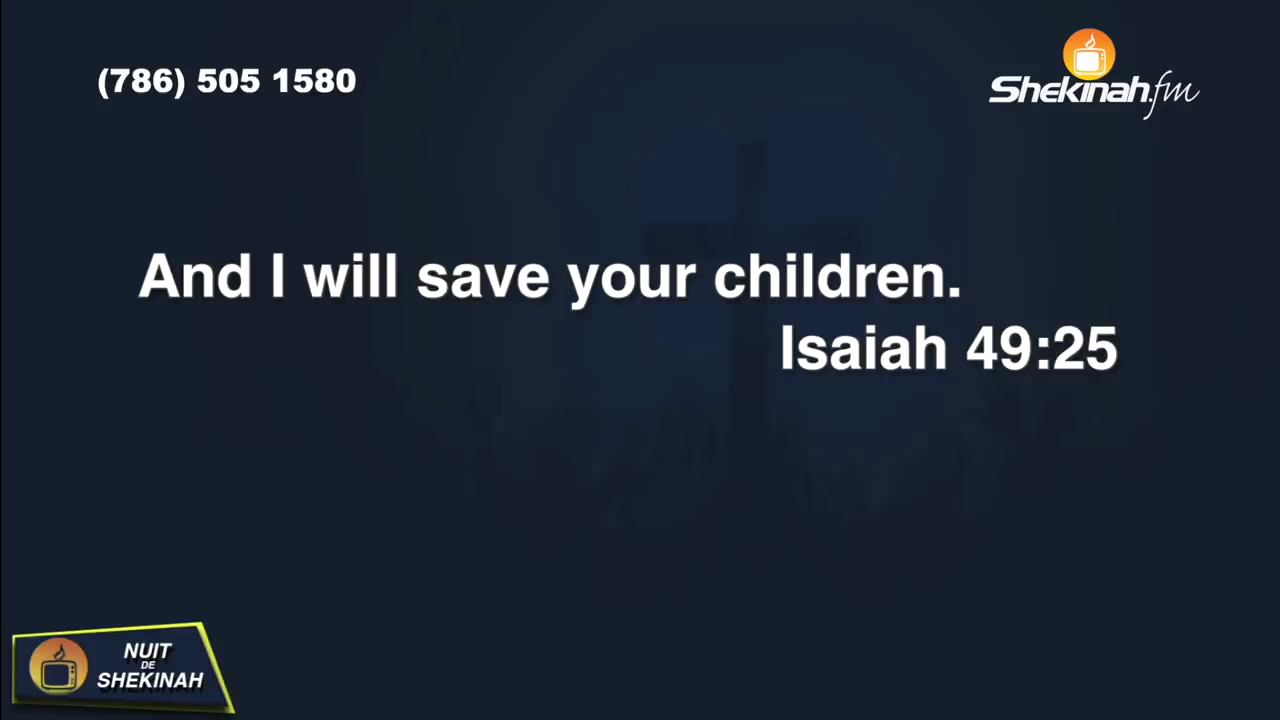 (786) 505 1580
Shekinah.fm
And I will save your children.
Isaiah 49:25
NUIT
DE
SHEKINAH